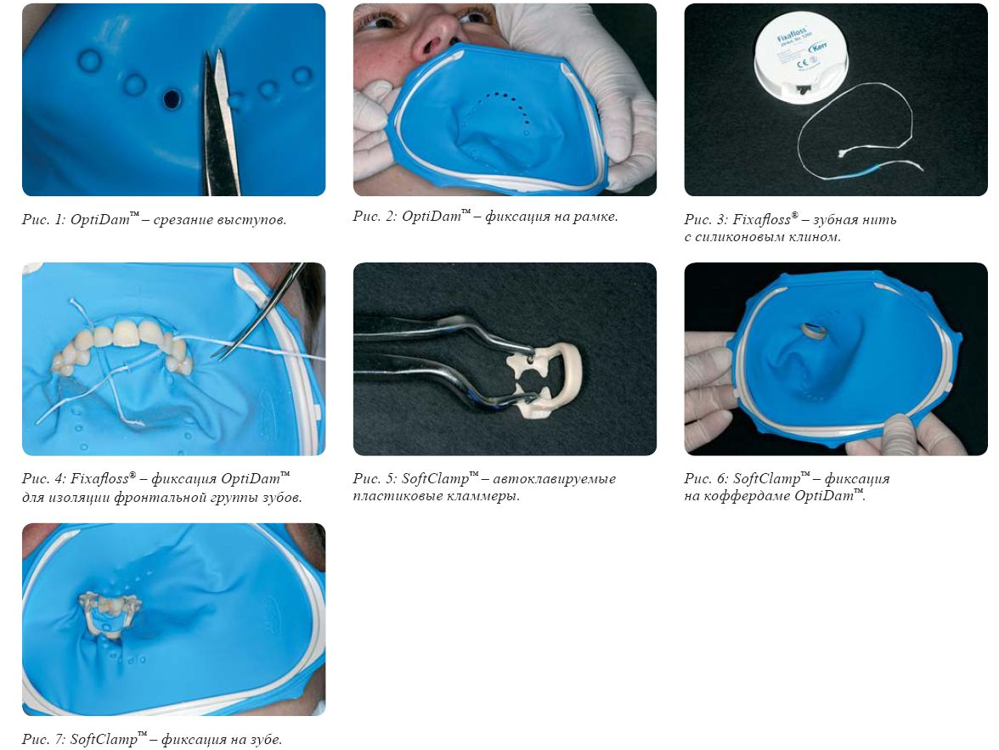 Fixafloss
Kerr
CE
Рис. 1: OptiDam™ – срезание выступов.
Рис. 2: OptiDam™ – фиксация на рамке.
Рис. 3: Fixafloss® – зубная нить
с силиконовым клином.
Рис. 4: Fixafloss® – фиксация OptiDam™
для изоляции фронтальной группы зубов.
Рис. 5: SoftClamp™ – автоклавируемые
пластиковые кламмеры.
Рис. 6: SoftClamp™ – фиксация
на коффердаме OptiDam™.
Рис. 7: SoftClamp™ – фиксация на зубе.